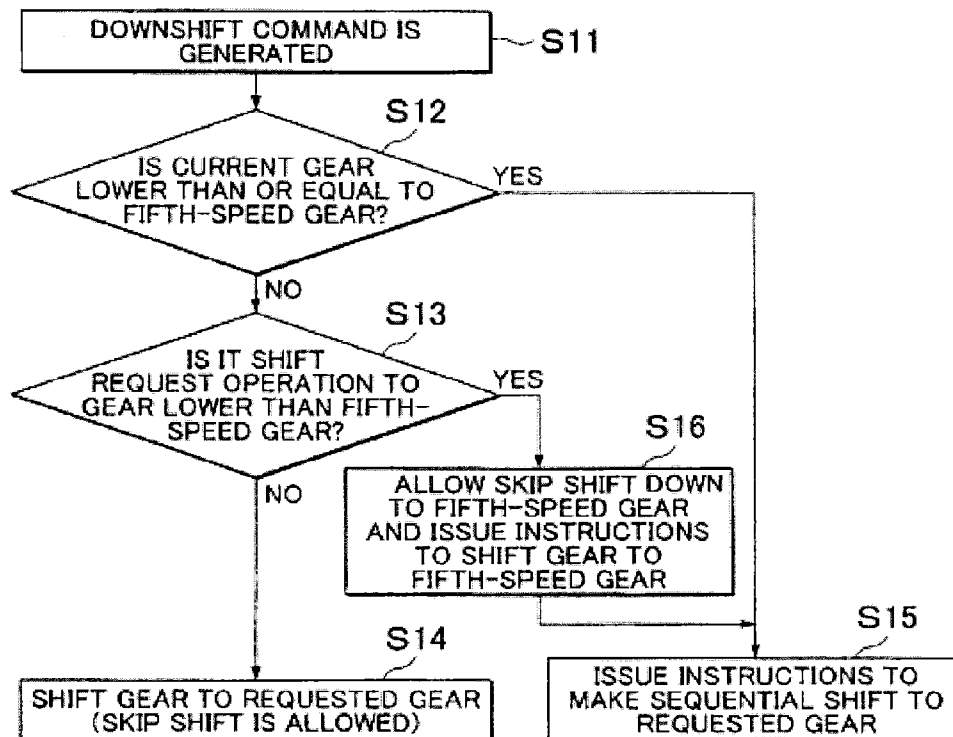 DOWNSHIFT COMMAND IS
GENERATED
S11
S12
IS CURRENT GEAR
LOWER THAN OR EQUAL TO
FIFTH-SPEED GEAR?
YES
NO
S13
IS IT SHIFT
REQUEST OPERATION TO
GEAR LOWER THAN FIFTH-
SPEED GEAR?
YES
NO
S16
ALLOW SKIP SHIFT DOWN
TO FIFTH-SPEED GEAR
AND ISSUE INSTRUCTIONS
TO SHIFT GEAR TO
FIFTH-SPEED GEAR
S14
SHIFT GEAR TO REQUESTED GEAR
(SKIP SHIFT IS ALLOWED)
S15
ISSUE INSTRUCTIONS TO
MAKE SEQUENTIAL SHIFT TO
REQUESTED GEAR